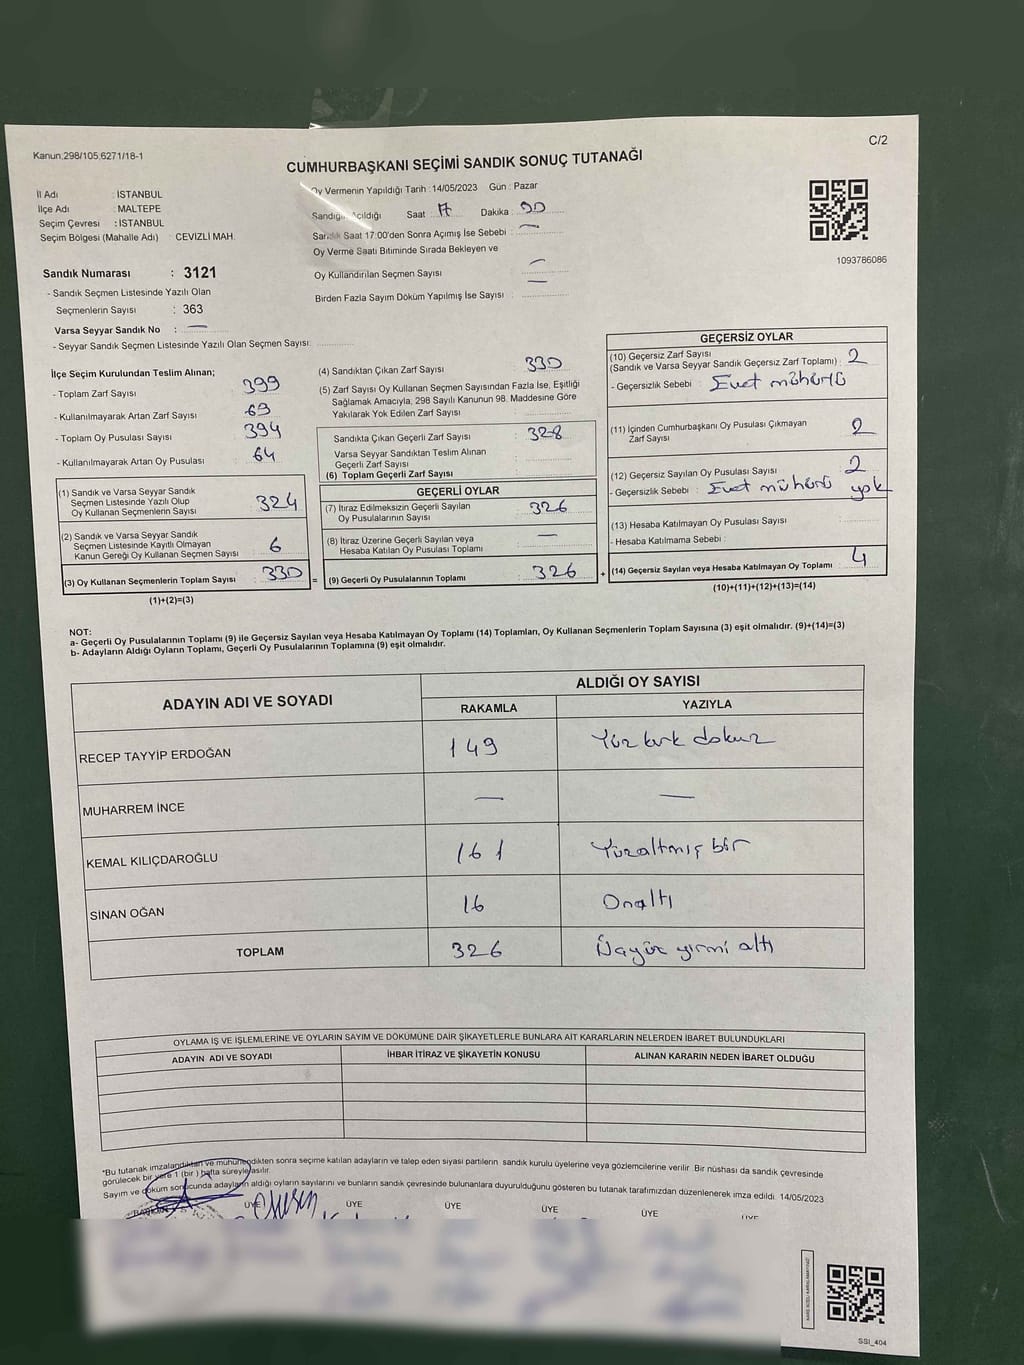 Kanun,298/105,6271/18-1
C/2
CUMHURBAŞKANI SEÇİMİ SANDIK SONUÇ TUTANAĞI
İl Adı : İSTANBUL
İlçe Adı : MALTEPE
Seçim Çevresi : İSTANBUL
Seçim Bölgesi (Mahalle Adı) : CEVİZLİ MAH.
Oy Vermenin Yapıldığı Tarih :14/05/2023 Gün : Pazar
Sandığın Açıldığı Saat 17 Dakika 00
Sandık Saat 17:00'den Sonra Açımış İse Sebebi : —
Oy Verme Saati Bitiminde Sırada Bekleyen ve
Oy Kullandırılan Seçmen Sayısı : —
Birden Fazla Sayım Döküm Yapılmış İse Sayısı : —
1093786086
Sandık Numarası : 3121
- Sandık Seçmen Listesinde Yazılı Olan
Seçmenlerin Sayısı : 363
Varsa Seyyar Sandık No : —
- Seyyar Sandık Seçmen Listesinde Yazılı Olan Seçmen Sayısı:
İlçe Seçim Kurulundan Teslim Alınan;
- Toplam Zarf Sayısı : 399
- Kullanılmayarak Artan Zarf Sayısı : 69
- Toplam Oy Pusulası Sayısı : 394
- Kullanılmayarak Artan Oy Pusulası : 64
(1) Sandık ve Varsa Seyyar Sandık
Seçmen Listesinde Yazılı Olup
Oy Kullanan Seçmenlerin Sayısı : 324
(2) Sandık ve Varsa Seyyar Sandık
Seçmen Listesinde Kayıtlı Olmayan
Kanun Gereği Oy Kullanan Seçmen Sayısı : 6
(3) Oy Kullanan Seçmenlerin Toplam Sayısı : 330
(1)+(2)=(3)
(4) Sandıktan Çıkan Zarf Sayısı : 330
(5) Zarf Sayısı Oy Kullanan Seçmen Sayısından Fazla İse, Eşitliği
Sağlamak Amacıyla, 298 Sayılı Kanunun 98. Maddesine Göre
Yakılarak Yok Edilen Zarf Sayısı :
Sandıkta Çıkan Geçerli Zarf Sayısı : 328
Varsa Seyyar Sandıktan Teslim Alınan
Geçerli Zarf Sayısı :
(6) Toplam Geçerli Zarf Sayısı
GEÇERLİ OYLAR
(7) İtiraz Edilmeksizin Geçerli Sayılan
Oy Pusulalarının Sayısı : 326
(8) İtiraz Üzerine Geçerli Sayılan veya
Hesaba Katılan Oy Pusulası Toplamı : —
= (9) Geçerli Oy Pusulalarının Toplamı : 326
GEÇERSİZ OYLAR
(10) Geçersiz Zarf Sayısı
(Sandık ve Varsa Seyyar Sandık Geçersiz Zarf Toplamı) : 2
- Geçersizlik Sebebi : Evet mühürlü
(11) İçinden Cumhurbaşkanı Oy Pusulası Çıkmayan
Zarf Sayısı : 2
(12) Geçersiz Sayılan Oy Pusulası Sayısı : 2
- Geçersizlik Sebebi : Evet mühürü yok
(13) Hesaba Katılmayan Oy Pusulası Sayısı :
- Hesaba Katılmama Sebebi :
+ (14) Geçersiz Sayılan veya Hesaba Katılmayan Oy Toplamı : 4
(10)+(11)+(12)+(13)=(14)
NOT:
a- Geçerli Oy Pusulalarının Toplamı (9) ile Geçersiz Sayılan veya Hesaba Katılmayan Oy Toplamı (14) Toplamları, Oy Kullanan Seçmenlerin Toplam Sayısına (3) eşit olmalıdır. (9)+(14)=(3)
b- Adayların Aldığı Oyların Toplamı, Geçerli Oy Pusulalarının Toplamına (9) eşit olmalıdır.
ADAYIN ADI VE SOYADI
ALDIĞI OY SAYISI
RAKAMLA YAZIYLA
RECEP TAYYİP ERDOĞAN 149 Yüz kırk dokuz
MUHARREM İNCE — —
KEMAL KILIÇDAROĞLU 161 Yüzaltmış bir
SİNAN OĞAN 16 Onaltı
TOPLAM 326 Üçyüz yirmi altı
OYLAMA İŞ VE İŞLEMLERİNE VE OYLARIN SAYIM VE DÖKÜMÜNE DAİR ŞİKAYETLERLE BUNLARA AİT KARARLARIN NELERDEN İBARET BULUNDUKLARI
ADAYIN ADI VE SOYADI İHBAR İTİRAZ VE ŞİKAYETİN KONUSU ALINAN KARARIN NEDEN İBARET OLDUĞU
*Bu tutanak imzalandıktan ve mühürlendikten sonra seçime katılan adayların ve talep eden siyasi partilerin sandık kurulu üyelerine veya gözlemcilerine verilir. Bir nüshası da sandık çevresinde
görülecek bir yere 1 (bir ) hafta süreyle asılır.
Sayım ve döküm sonucunda adayların aldığı oyların sayılarını ve bunların sandık çevresinde bulunanlara duyurulduğunu gösteren bu tutanak tarafımızdan düzenlenerek imza edildi. 14/05/2023
BAŞKAN ÜYE ÜYE ÜYE ÜYE ÜYE ÜYE
SSI_404